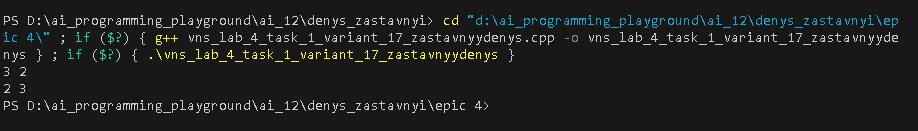 PS D:\ai_programming_playground\ai_12\denys_zastavnyi> cd "d:\ai_programming_playground\ai_12\denys_zastavnyi\ep
ic 4\" ; if ($?) { g++ vns_lab_4_task_1_variant_17_zastavnyydenys.cpp -o vns_lab_4_task_1_variant_17_zastavnyyde
nys } ; if ($?) { .\vns_lab_4_task_1_variant_17_zastavnyydenys }
3 2
2 3
PS D:\ai_programming_playground\ai_12\denys_zastavnyi\epic 4>